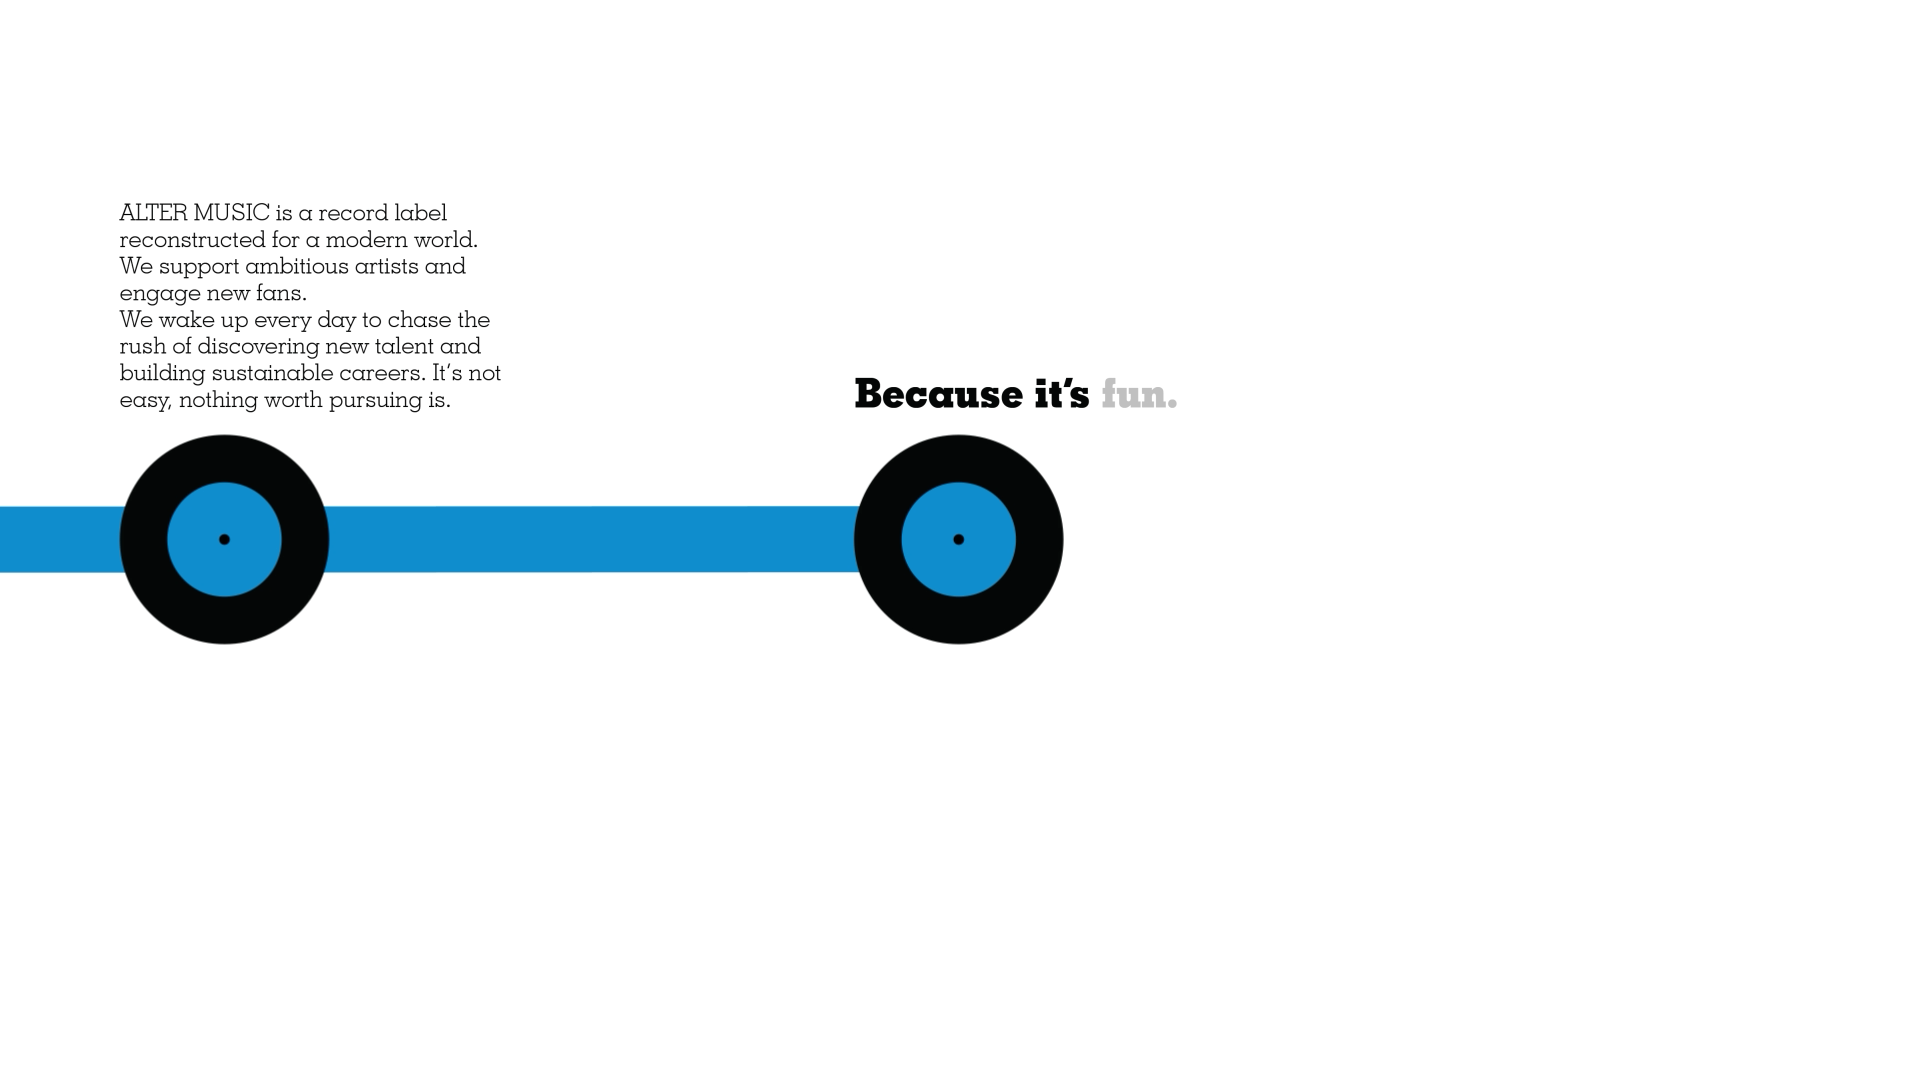 ALTER MUSIC is a record label
reconstructed for a modern world.
We support ambitious artists and
engage new fans.
We wake up every day to chase the
rush of discovering new talent and
building sustainable careers. It’s not
easy, nothing worth pursuing is.
Because it’s fun.